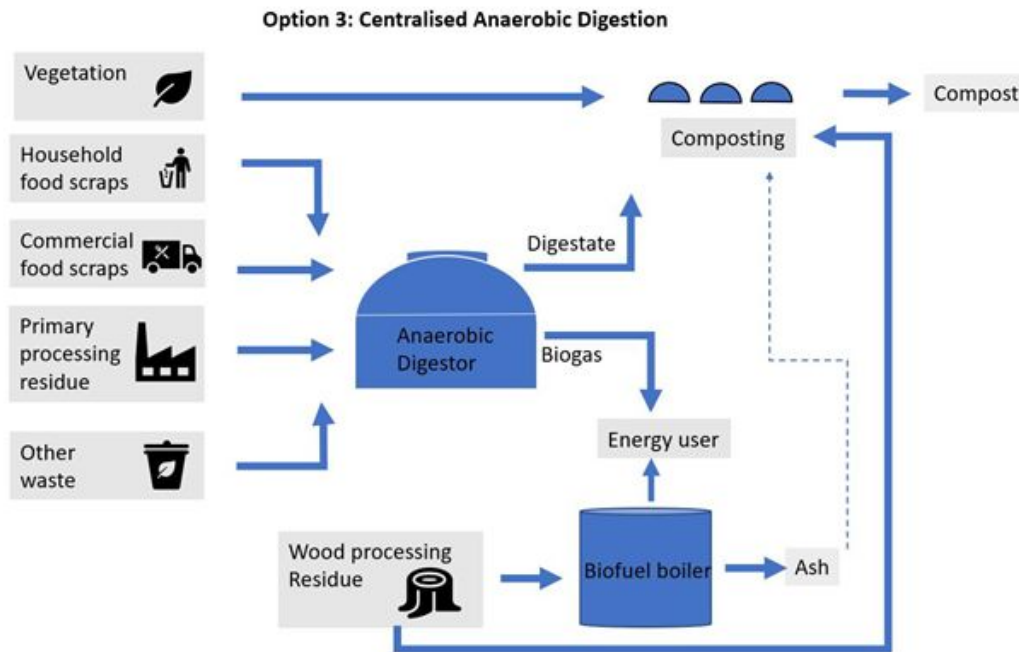 Option 3: Centralised Anaerobic Digestion
Vegetation
Compost
Composting
Household
food scraps
Commercial
food scraps
Digestate
Primary
processing
residue
Anaerobic
Digestor
Biogas
Energy user
Other
waste
Wood processing
Residue
Biofuel boiler
Ash